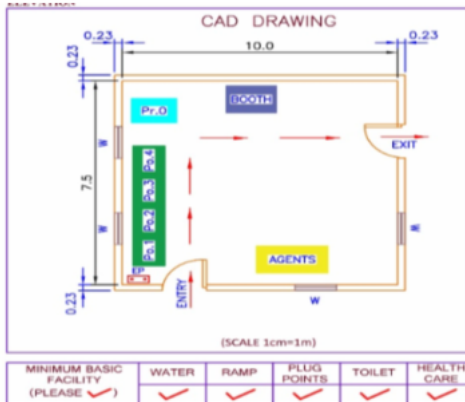 CAD DRAWING
0.23
10.0
0.23
0.23
0.23
Pr.O
BOOTH
EXIT
W
Po.4
Po.3
7.5
Po.2
W
Po.1
W
AGENTS
EP
ENTRY
W
0.23
(SCALE 1cm=1m)
MINIMUM BASIC FACILITY (PLEASE ✓)
WATER
RAMP
PLUG POINTS
TOILET
HEALTH CARE